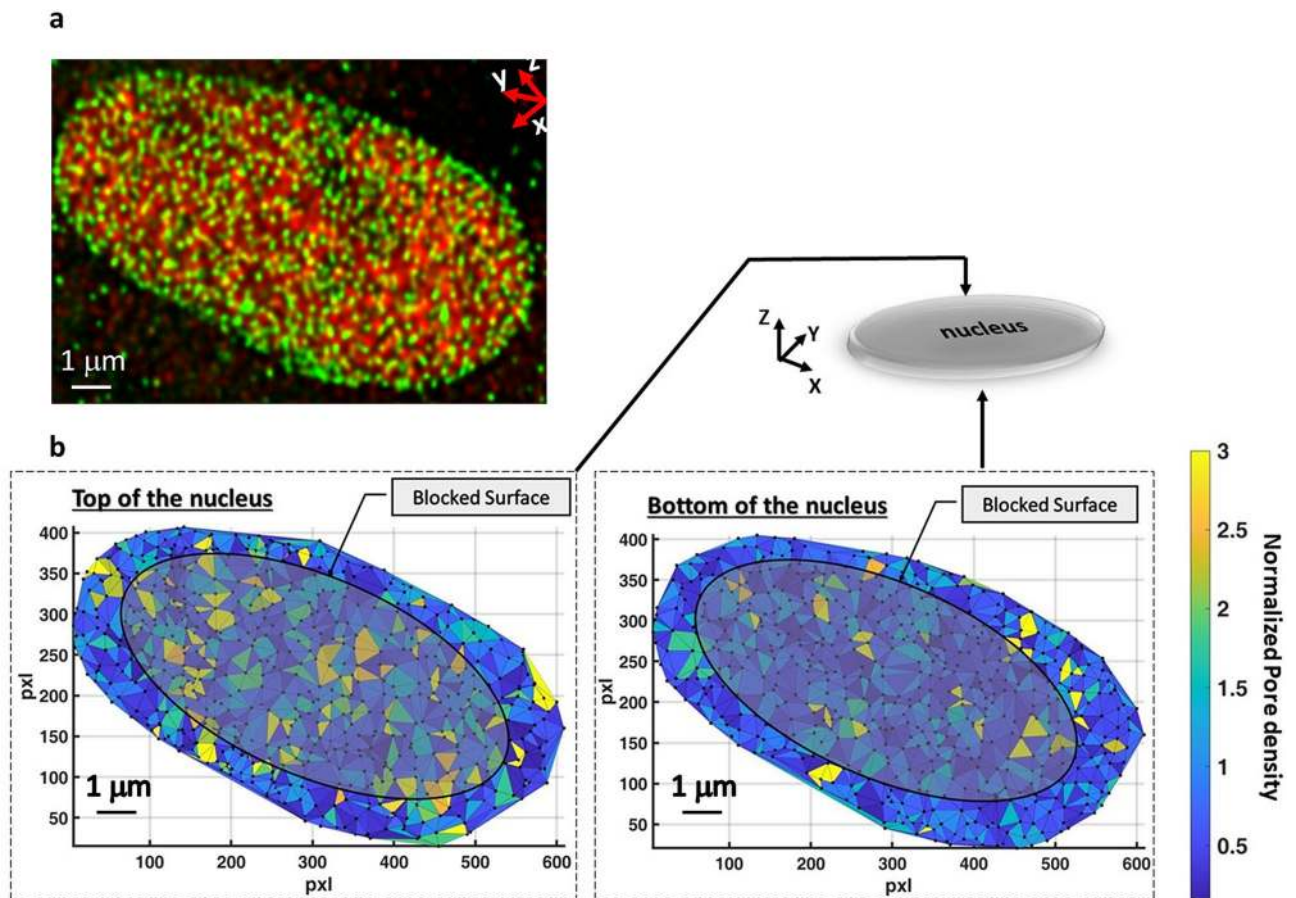 a
z
y
x
1 μm
nucleus
Z
Y
X
b
Top of the nucleus
Blocked Surface
400
350
300
250
200
150
100
50
pxl
1 μm
100 200 300 400 500 600
pxl
Bottom of the nucleus
Blocked Surface
400
350
300
250
200
150
100
50
pxl
1 μm
100 200 300 400 500 600
pxl
3
2.5
2
1.5
1
0.5
Normalized Pore density